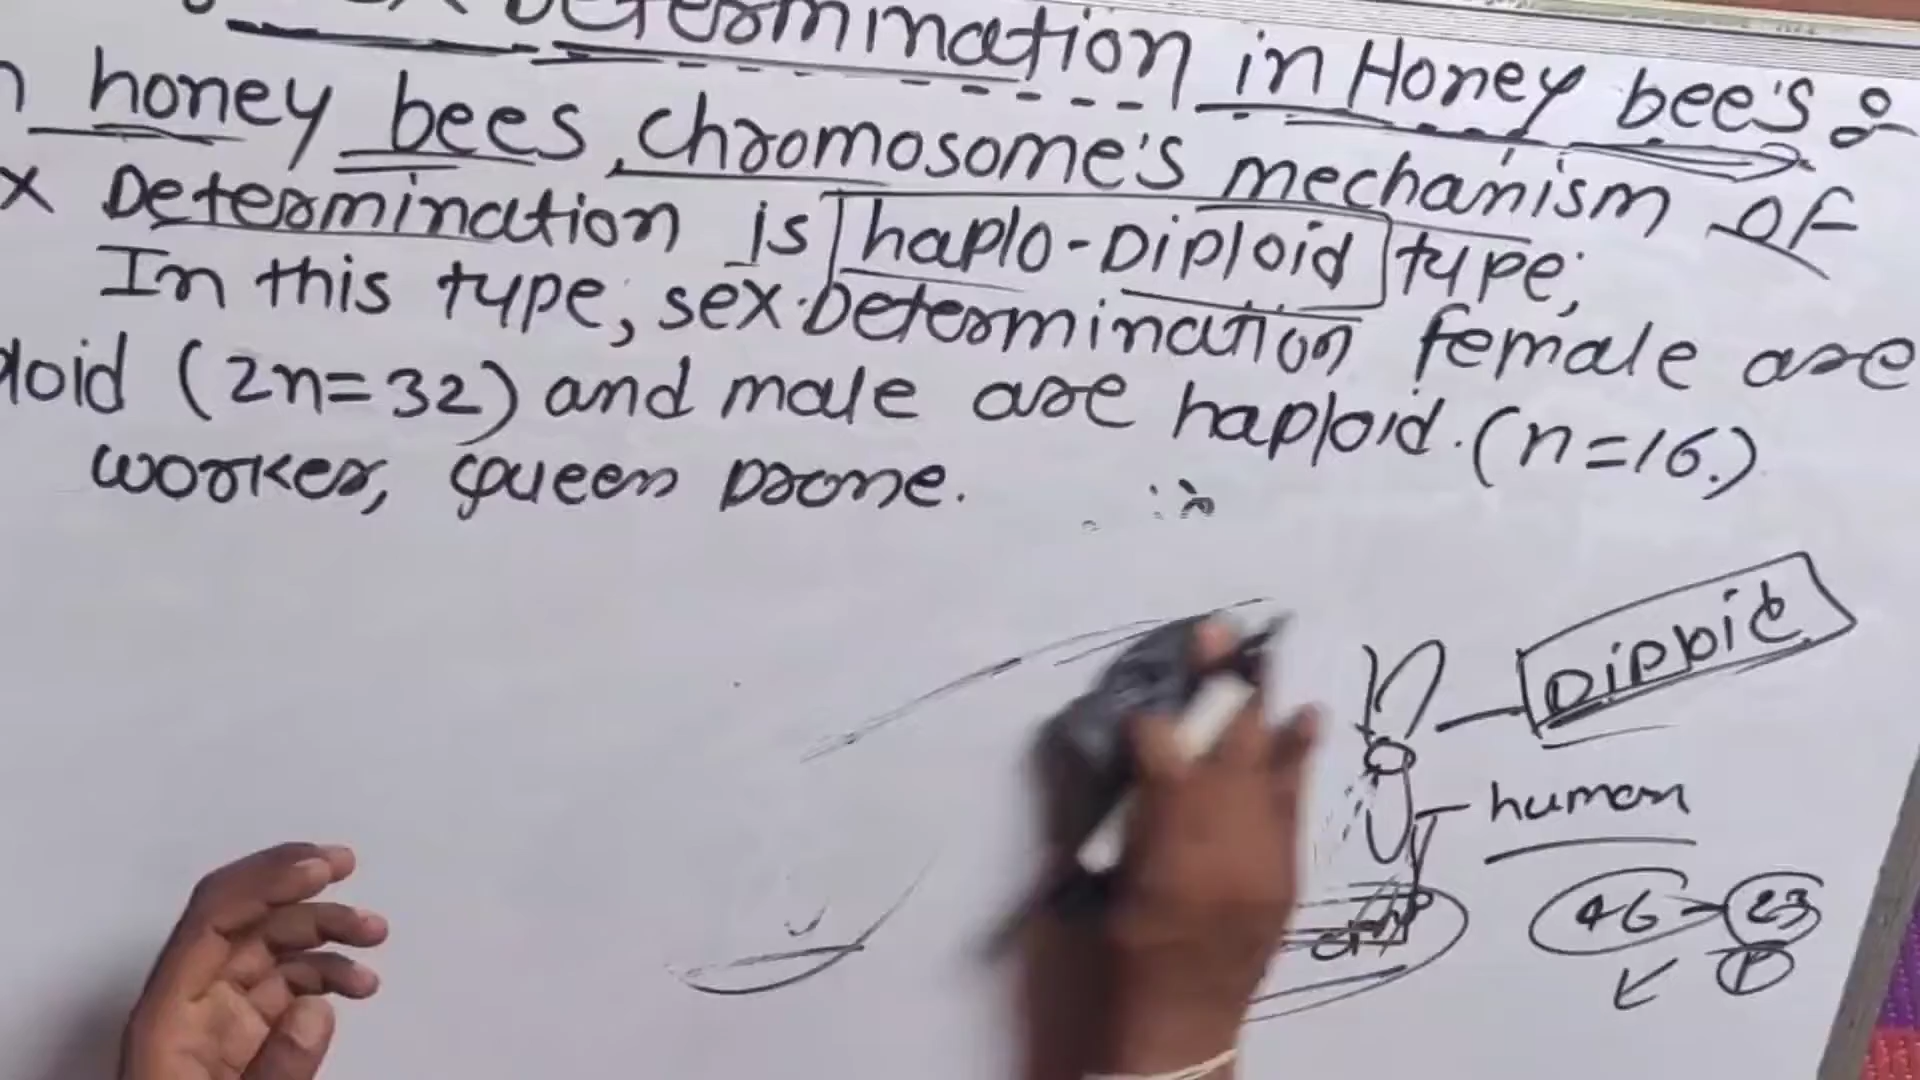 Determination in Honey bee's :
honey bees, chromosome's mechanism of
x Determination is haplo-Diploid type;
In this type, sex Determination female are
loid (2n=32) and male are haploid. (n=16.)
worker, queen Drone.
Diploid
human
46 - 23
P